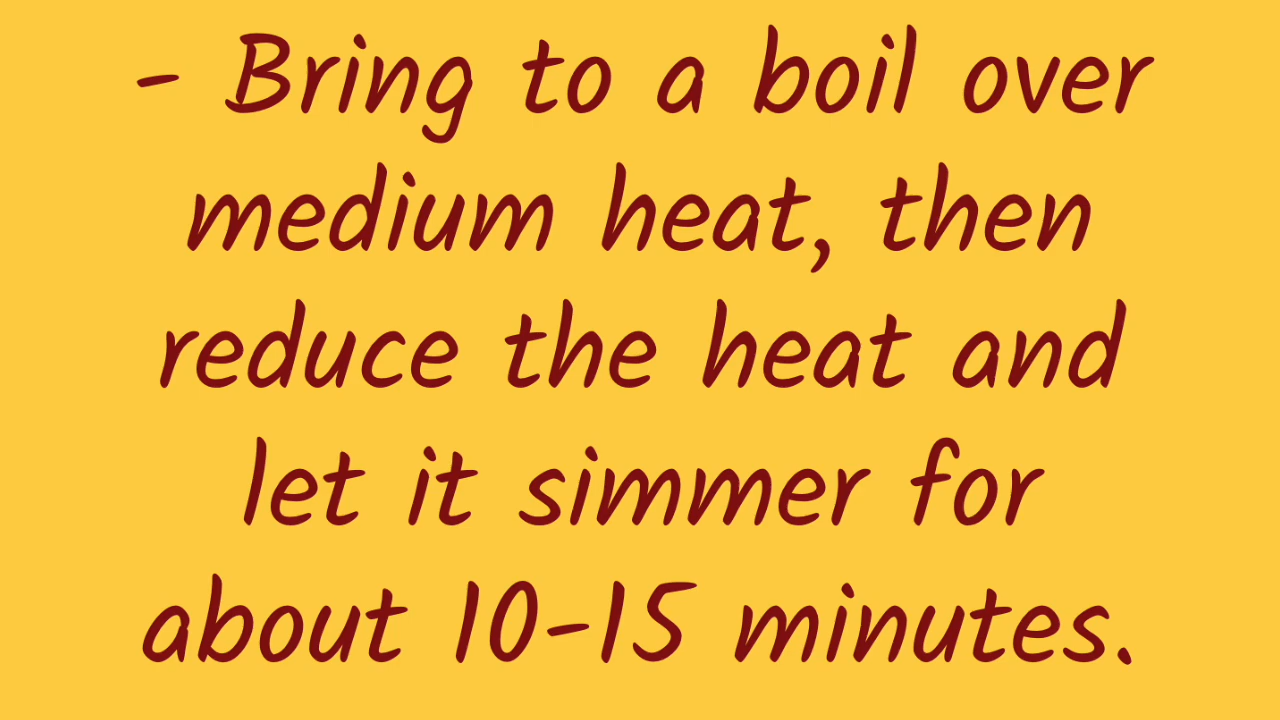 - Bring to a boil over
medium heat, then
reduce the heat and
let it simmer for
about 10-15 minutes.